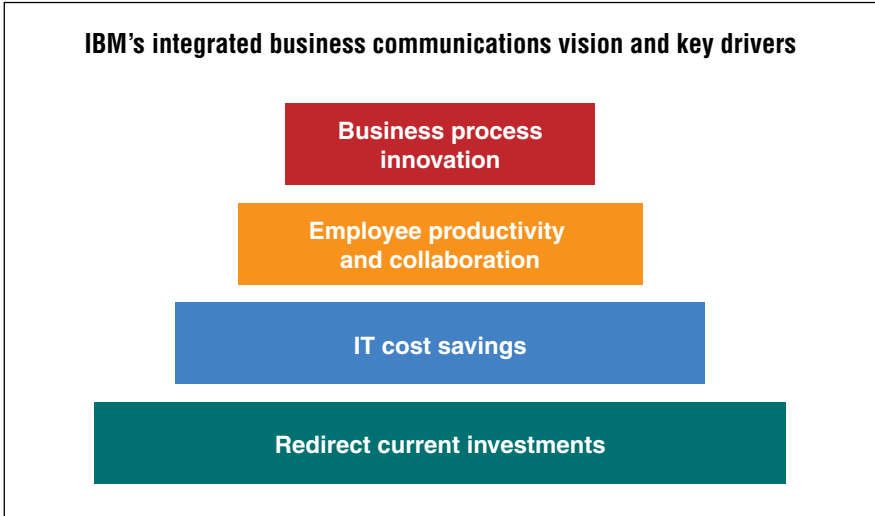 IBM’s integrated business communications vision and key drivers
Business process
innovation
Employee productivity
and collaboration
IT cost savings
Redirect current investments